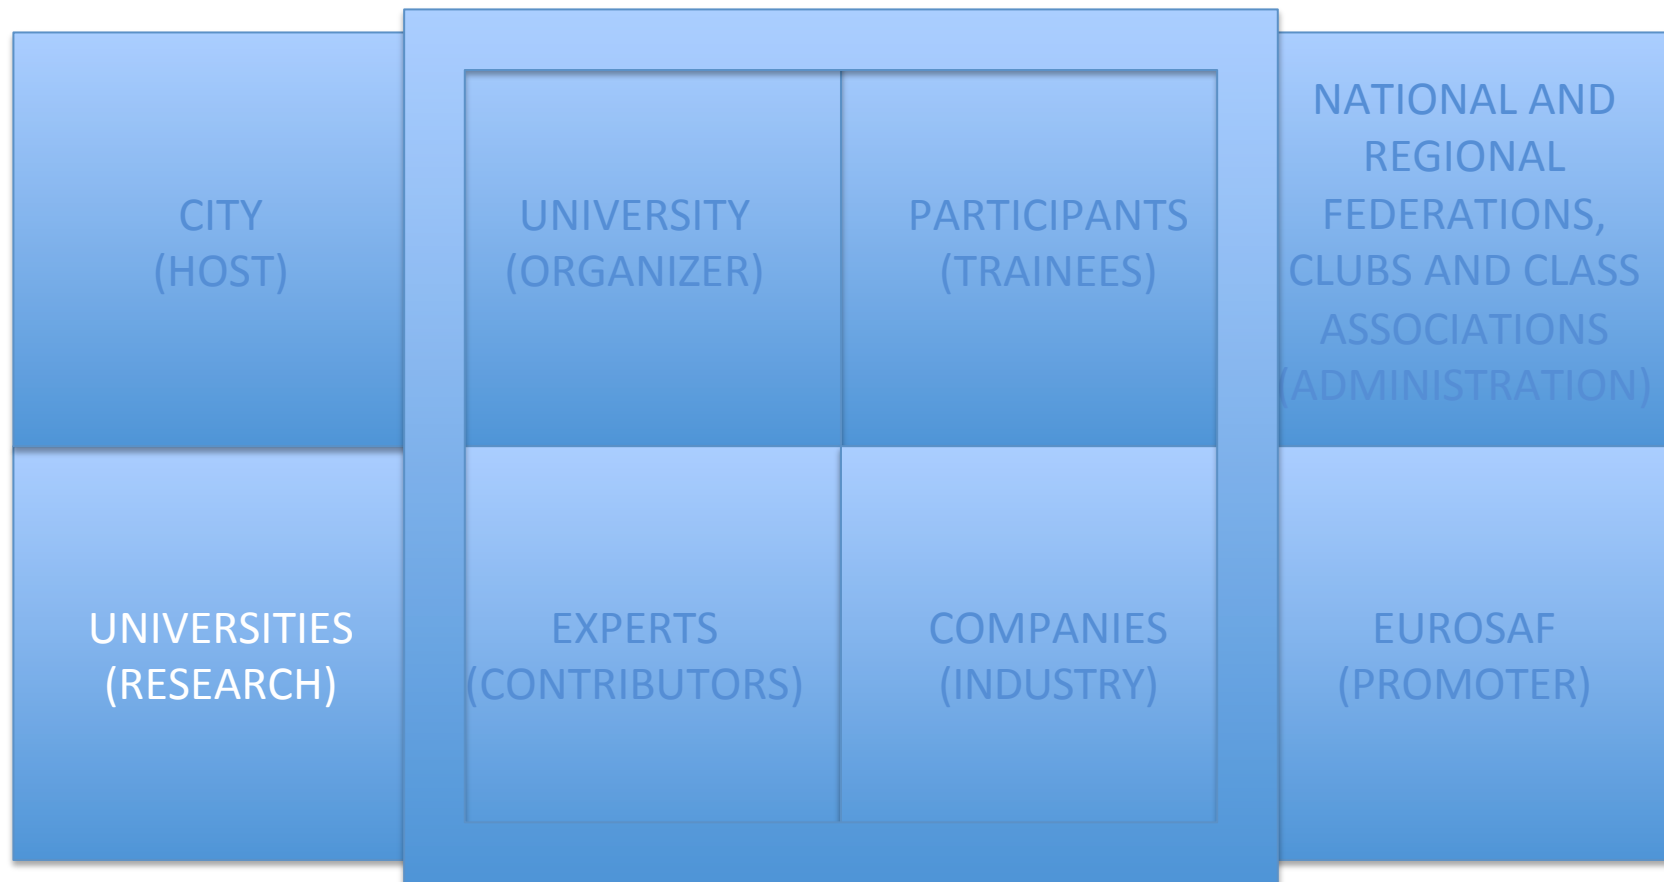 CITY
(HOST)
UNIVERSITY
(ORGANIZER)
PARTICIPANTS
(TRAINEES)
NATIONAL AND
REGIONAL
FEDERATIONS,
CLUBS AND CLASS
ASSOCIATIONS
(ADMINISTRATION)
UNIVERSITIES
(RESEARCH)
EXPERTS
(CONTRIBUTORS)
COMPANIES
(INDUSTRY)
EUROSAF
(PROMOTER)